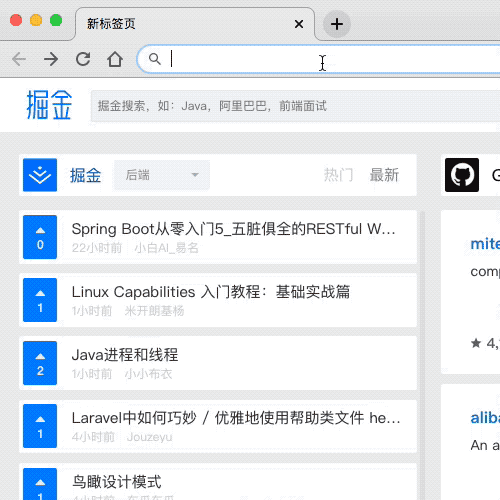 新标签页
掘金
掘金搜索，如：Java，阿里巴巴，前端面试
掘金
后端
热门
最新
G
0
Spring Boot从零入门5_五脏俱全的RESTful W...
22小时前 小白AI_易名
1
Linux Capabilities 入门教程：基础实战篇
1小时前 米开朗基杨
2
Java进程和线程
1小时前 小小布衣
1
Laravel中如何巧妙 / 优雅地使用帮助类文件 he...
4小时前 Jouzeyu
1
鸟瞰设计模式
4小时前
mite
comp
4,
aliba
An a